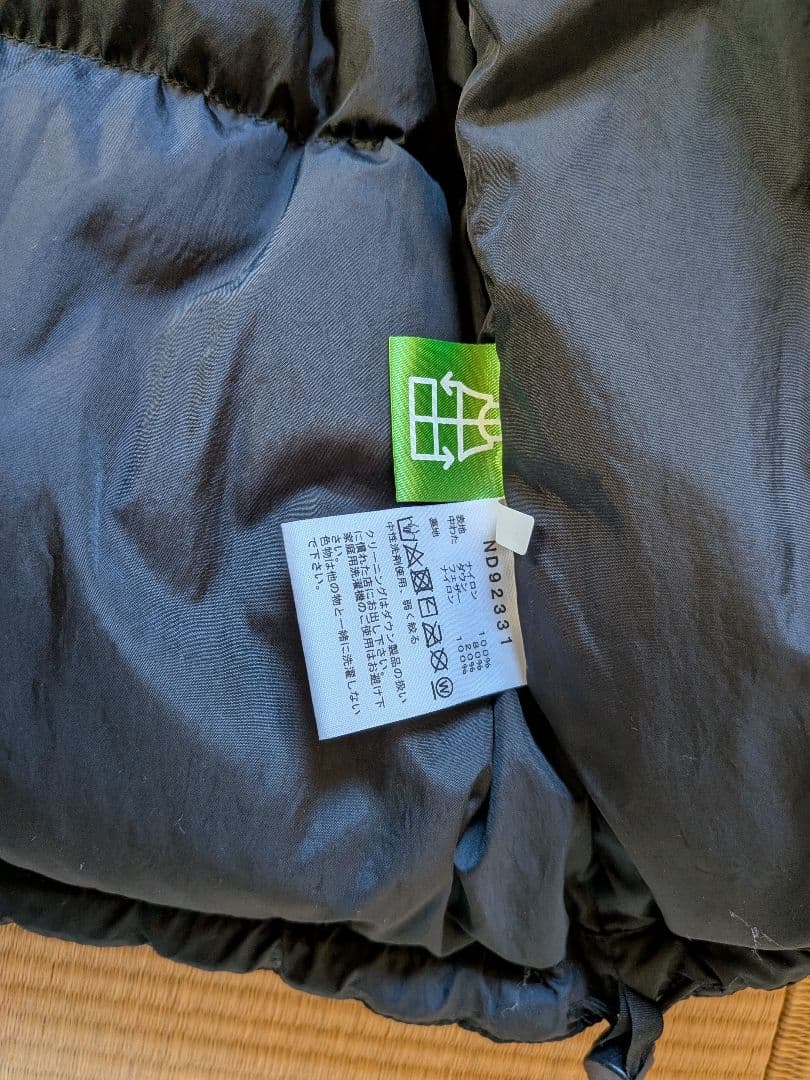 ND92331
表地 ナイロン 100%
中わた ダウン 80%
フェザー 20%
裏地 ナイロン 100%
中性洗剤使用、弱く絞る
クリーニングはダウン製品の扱い
に慣れた店にお出し下さい。
家庭用洗濯機のご使用はお避け下
さい。
色物は他の物と一緒に洗濯しない
で下さい。